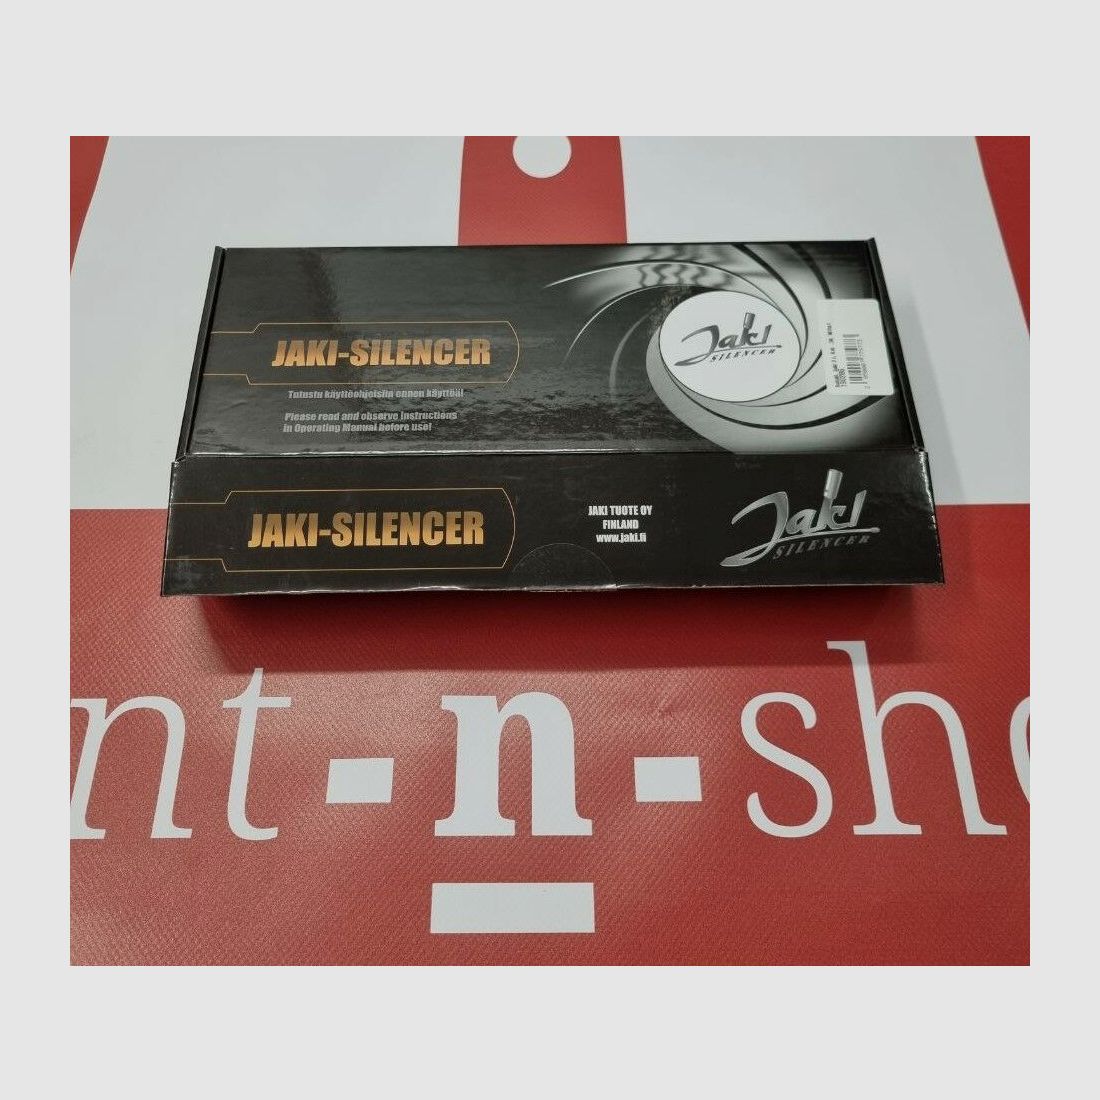 JAKI-SILENCER
Tutustu käyttöohjeisiin ennen käyttöä!
Please read and observe instructions
in Operating Manual before use!
Jaki
SILENCER
JAKI-SILENCER
JAKI TUOTE OY
FINLAND
www.jaki.fi
Jaki
SILENCER
nt-n-sh